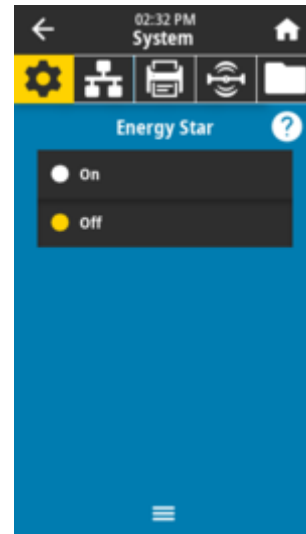 02:32 PM
System
Energy Star
?
On
Off